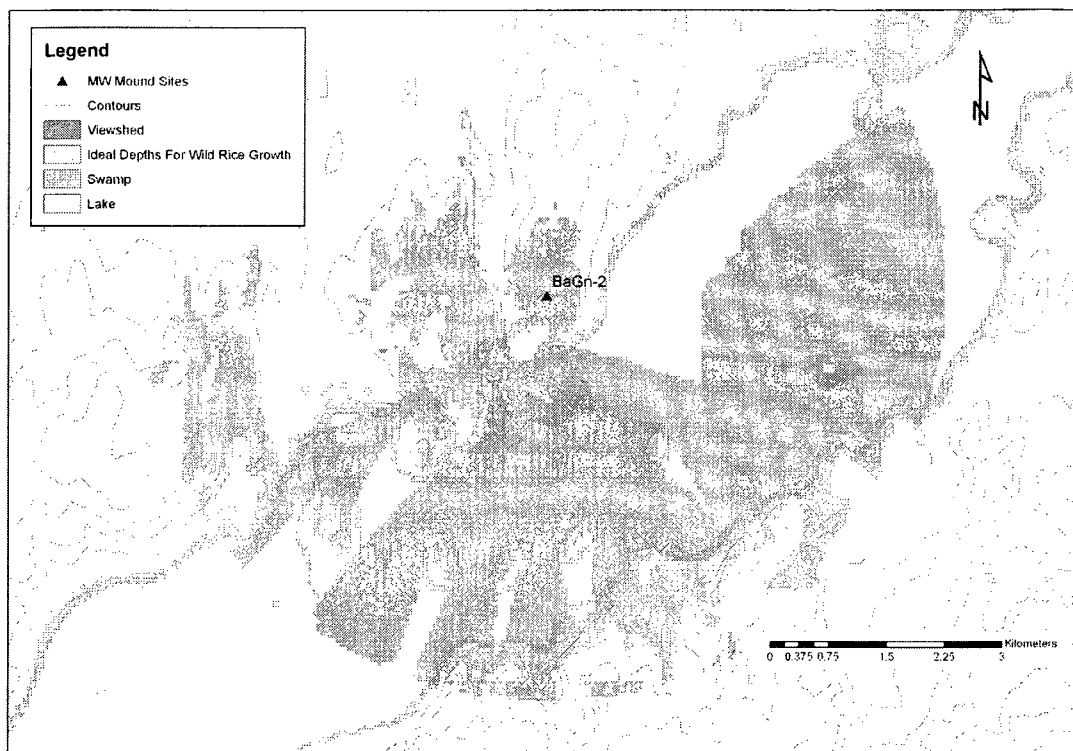 Legend
MW Mound Sites
Contours
Viewshed
Ideal Depths For Wild Rice Growth
Swamp
Lake
N
BaGn-2
Kilometers
0 0.375 0.75 1.5 2.25 3